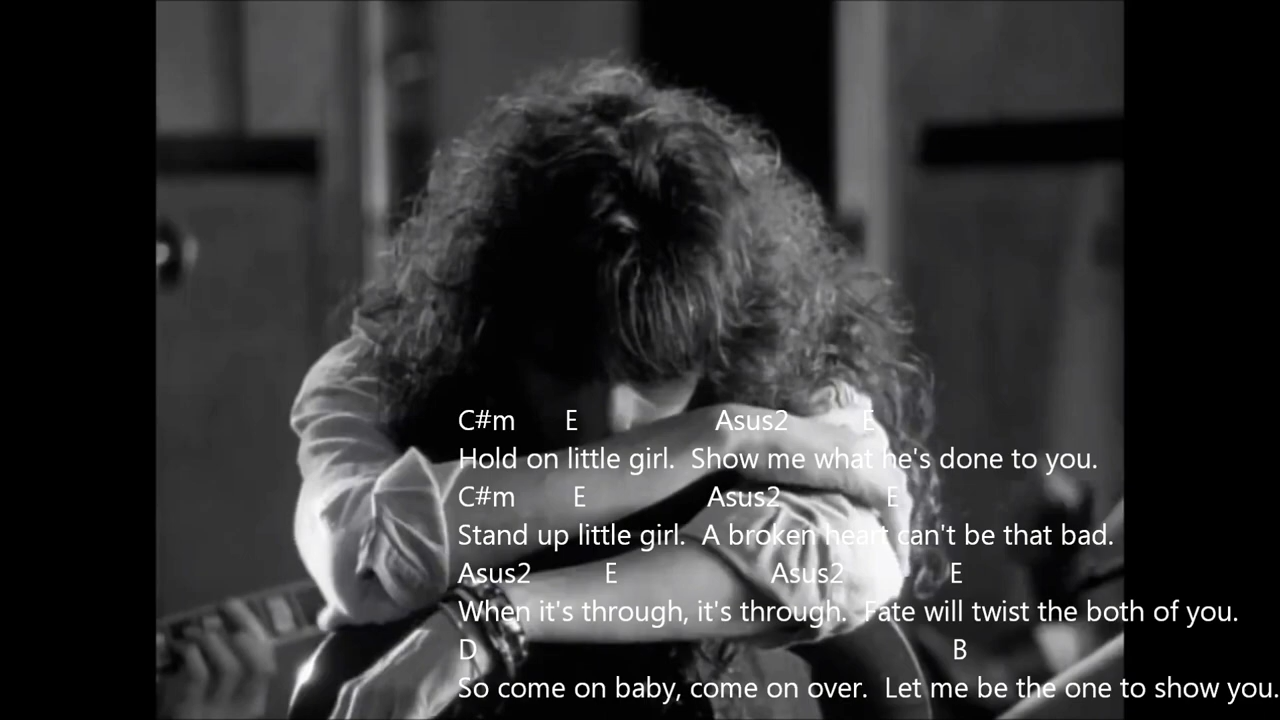 C#m E Asus2 E
Hold on little girl. Show me what he's done to you.
C#m E Asus2 E
Stand up little girl. A broken heart can't be that bad.
Asus2 E Asus2 E
When it's through, it's through. Fate will twist the both of you.
D B
So come on baby, come on over. Let me be the one to show you.